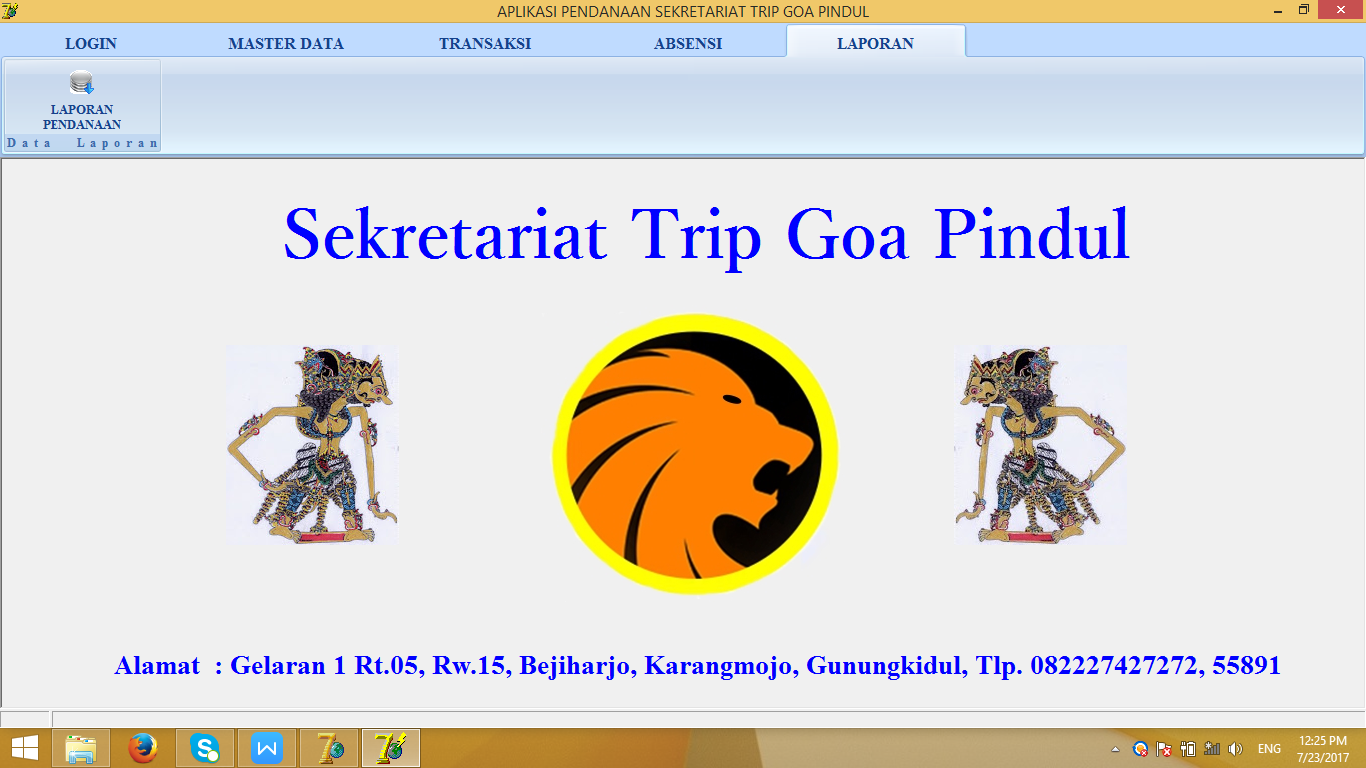 APLIKASI PENDANAAN SEKRETARIAT TRIP GOA PINDUL
LOGIN MASTER DATA TRANSAKSI ABSENSI LAPORAN
LAPORAN
PENDANAAN
Data Laporan
Sekretariat Trip Goa Pindul
Alamat : Gelaran 1 Rt.05, Rw.15, Bejiharjo, Karangmojo, Gunungkidul, Tlp. 082227427272, 55891
ENG
12:25 PM
7/23/2017